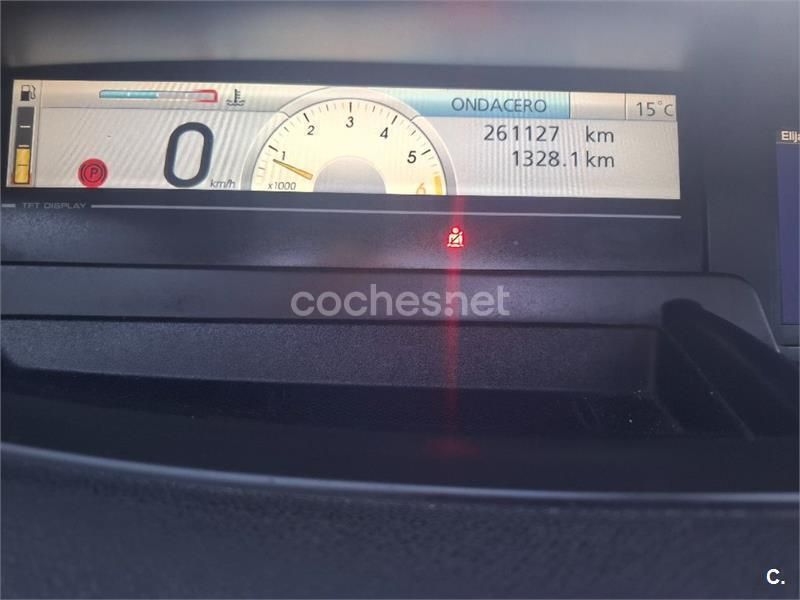 ONDACERO
15°C
261127 km
1328.1 km
0 km/h
P
1 2 3 4 5 6
x1000
TFT DISPLAY
Elij
coches.net
C.